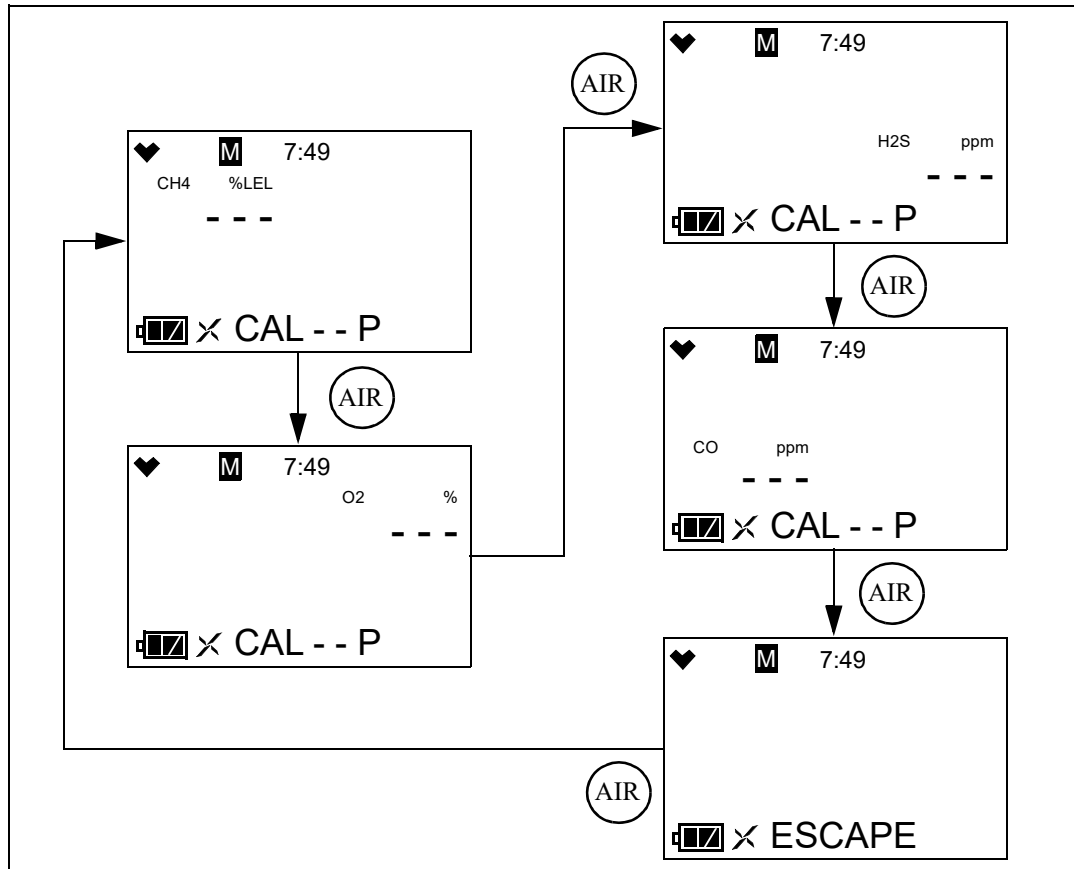 M 7:49
CH4 %LEL
- - -
CAL - - P
AIR
M 7:49
O2 %
- - -
CAL - - P
AIR
M 7:49
H2S ppm
- - -
CAL - - P
AIR
M 7:49
CO ppm
- - -
CAL - - P
AIR
M 7:49
ESCAPE
AIR